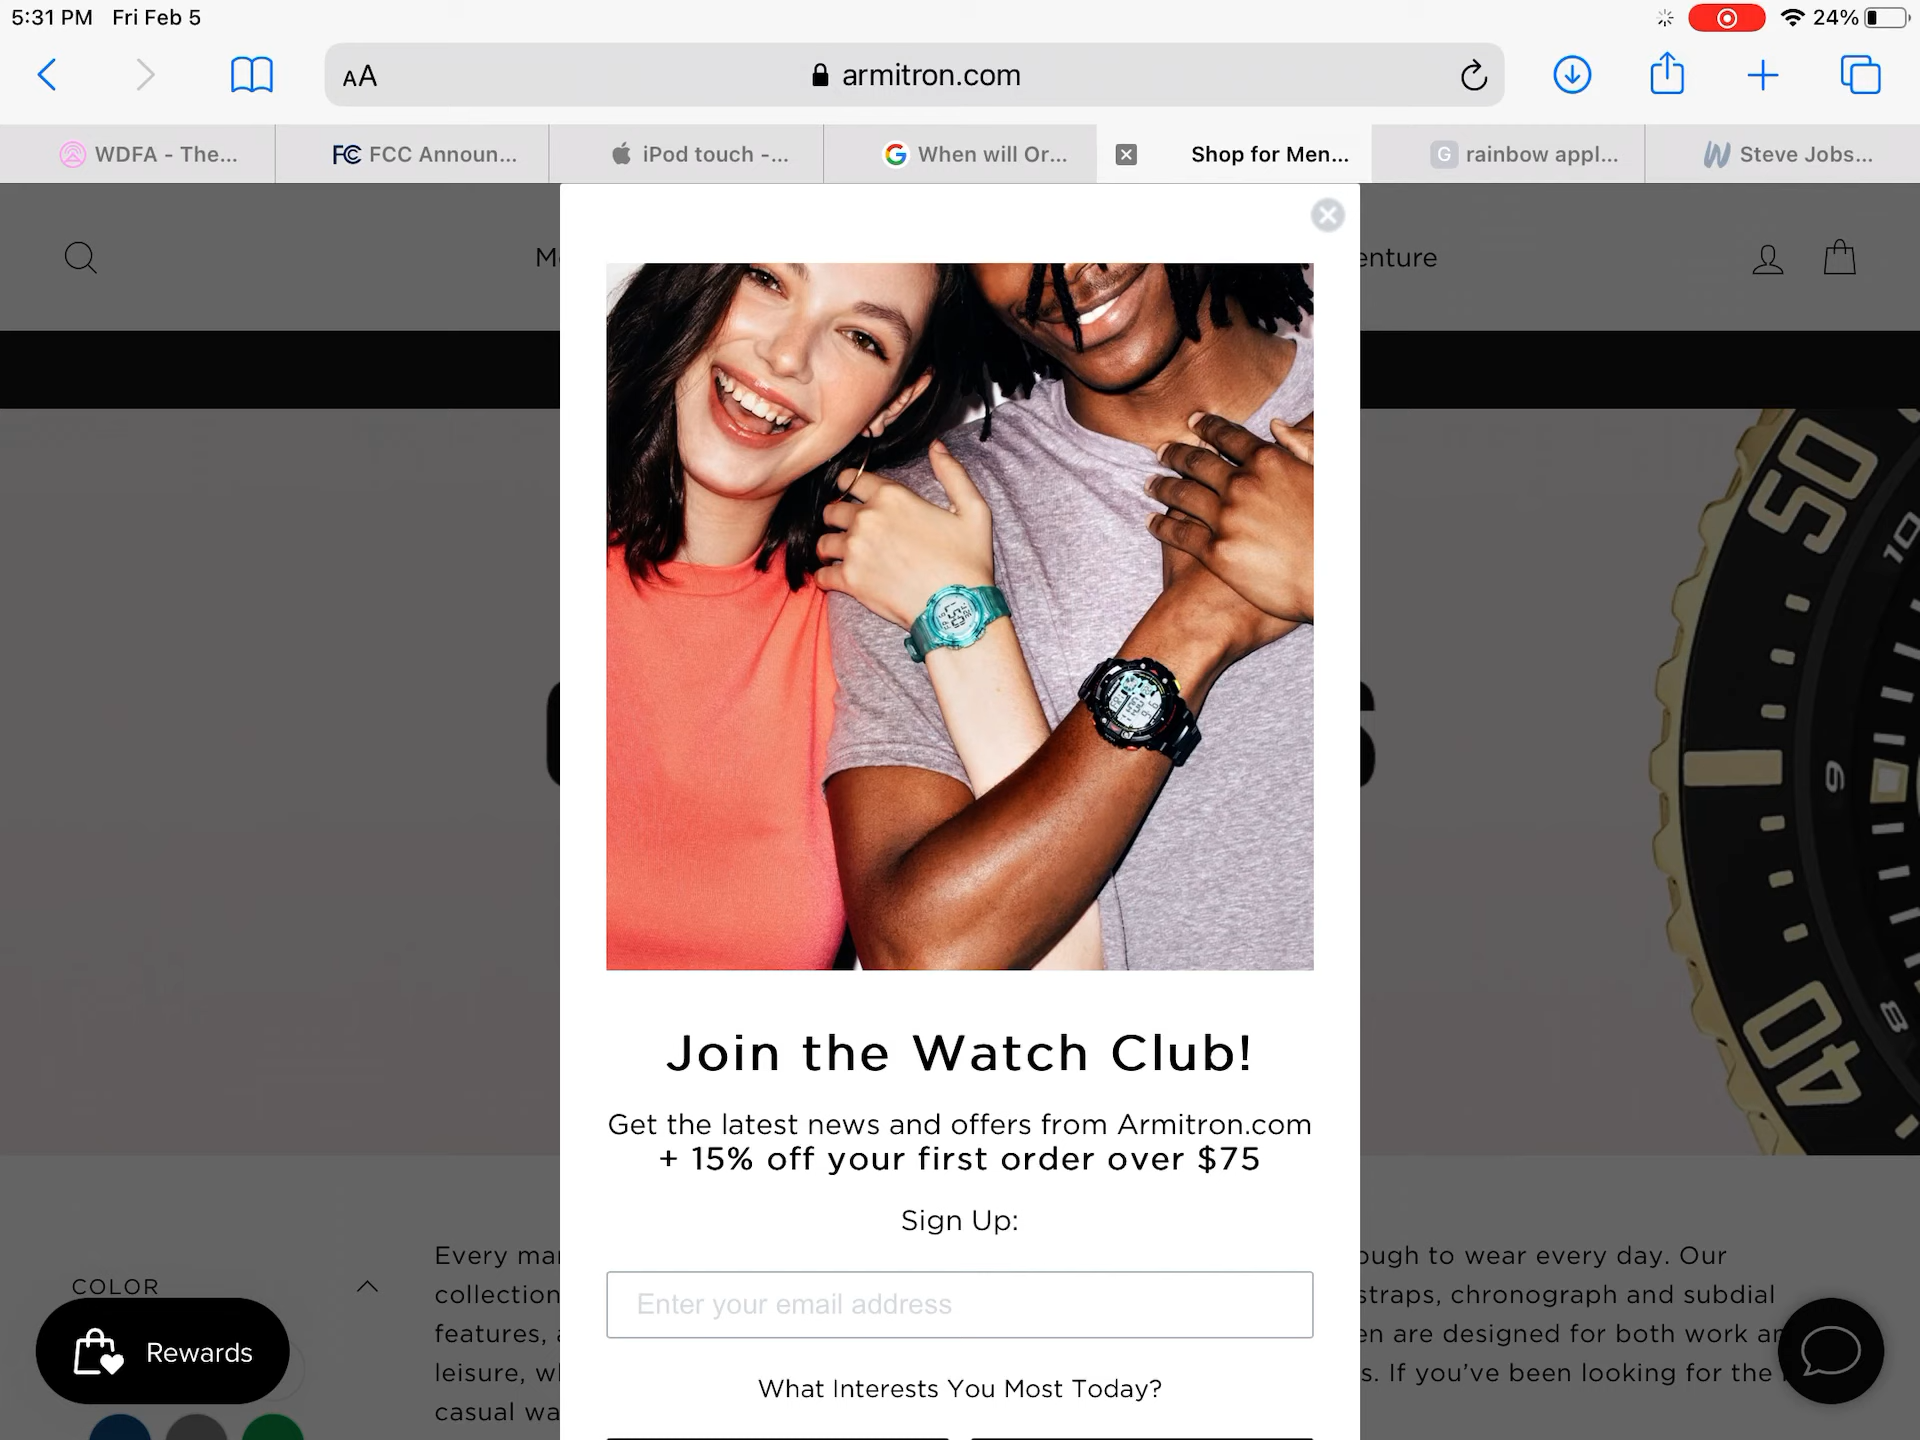 5:31 PM Fri Feb 5
24%
AA
armitron.com
WDFA - The...
FC FCC Announ...
iPod touch -...
G When will Or...
Shop for Men...
G rainbow appl...
Steve Jobs...
enture
50
10
9
8
40
Join the Watch Club!
Get the latest news and offers from Armitron.com
+ 15% off your first order over $75
Sign Up:
Enter your email address
What Interests You Most Today?
COLOR
Rewards
Every ough to wear every day. Our
collection straps, chronograph and subdial
features, are designed for both work
leisure, If you’ve been looking for the
casual